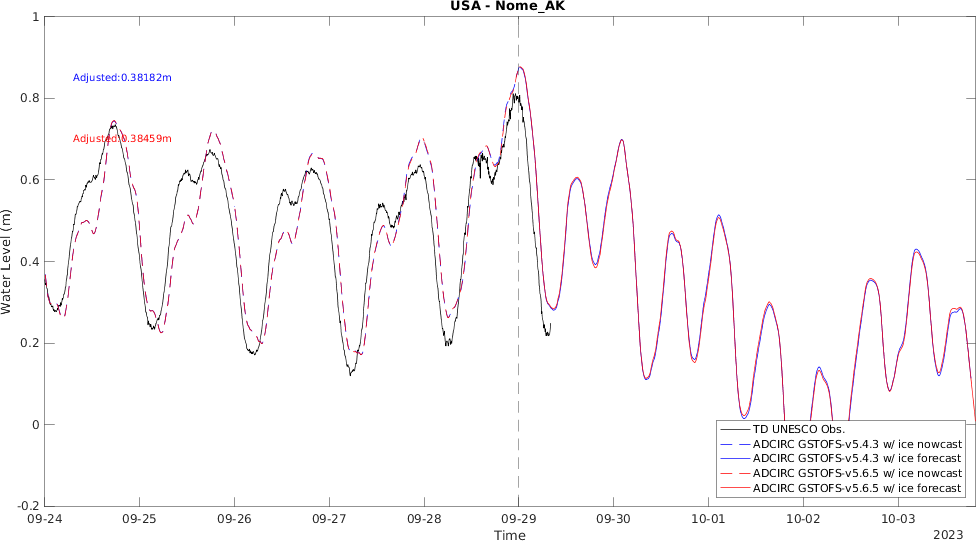 USA - Nome_AK
1
0.8
0.6
0.4
0.2
0
-0.2
Water Level (m)
Adjusted:0.38182m
Adjusted:0.38459m
TD UNESCO Obs.
ADCIRC GSTOFS-v5.4.3 w/ ice nowcast
ADCIRC GSTOFS-v5.4.3 w/ ice forecast
ADCIRC GSTOFS-v5.6.5 w/ ice nowcast
ADCIRC GSTOFS-v5.6.5 w/ ice forecast
09-24 09-25 09-26 09-27 09-28 09-29 09-30 10-01 10-02 10-03
Time
2023